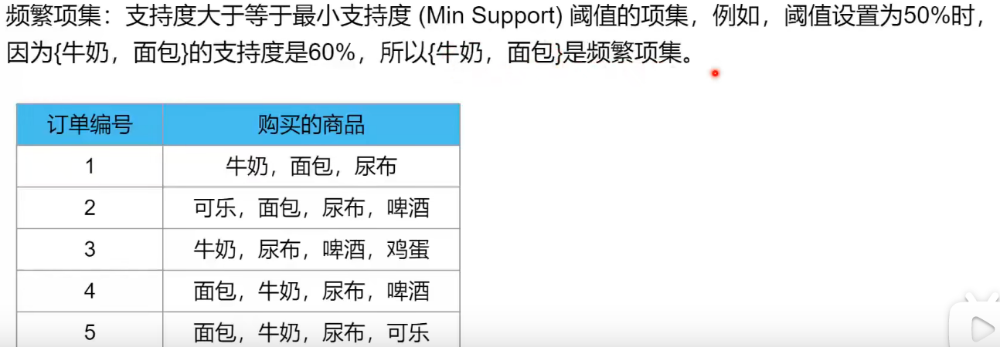 频繁项集：支持度大于等于最小支持度 (Min Support) 阈值的项集，例如，阈值设置为50%时，
因为{牛奶，面包}的支持度是60%，所以{牛奶，面包}是频繁项集。
订单编号 购买的商品
1 牛奶，面包，尿布
2 可乐，面包，尿布，啤酒
3 牛奶，尿布，啤酒，鸡蛋
4 面包，牛奶，尿布，啤酒
5 面包，牛奶，尿布，可乐